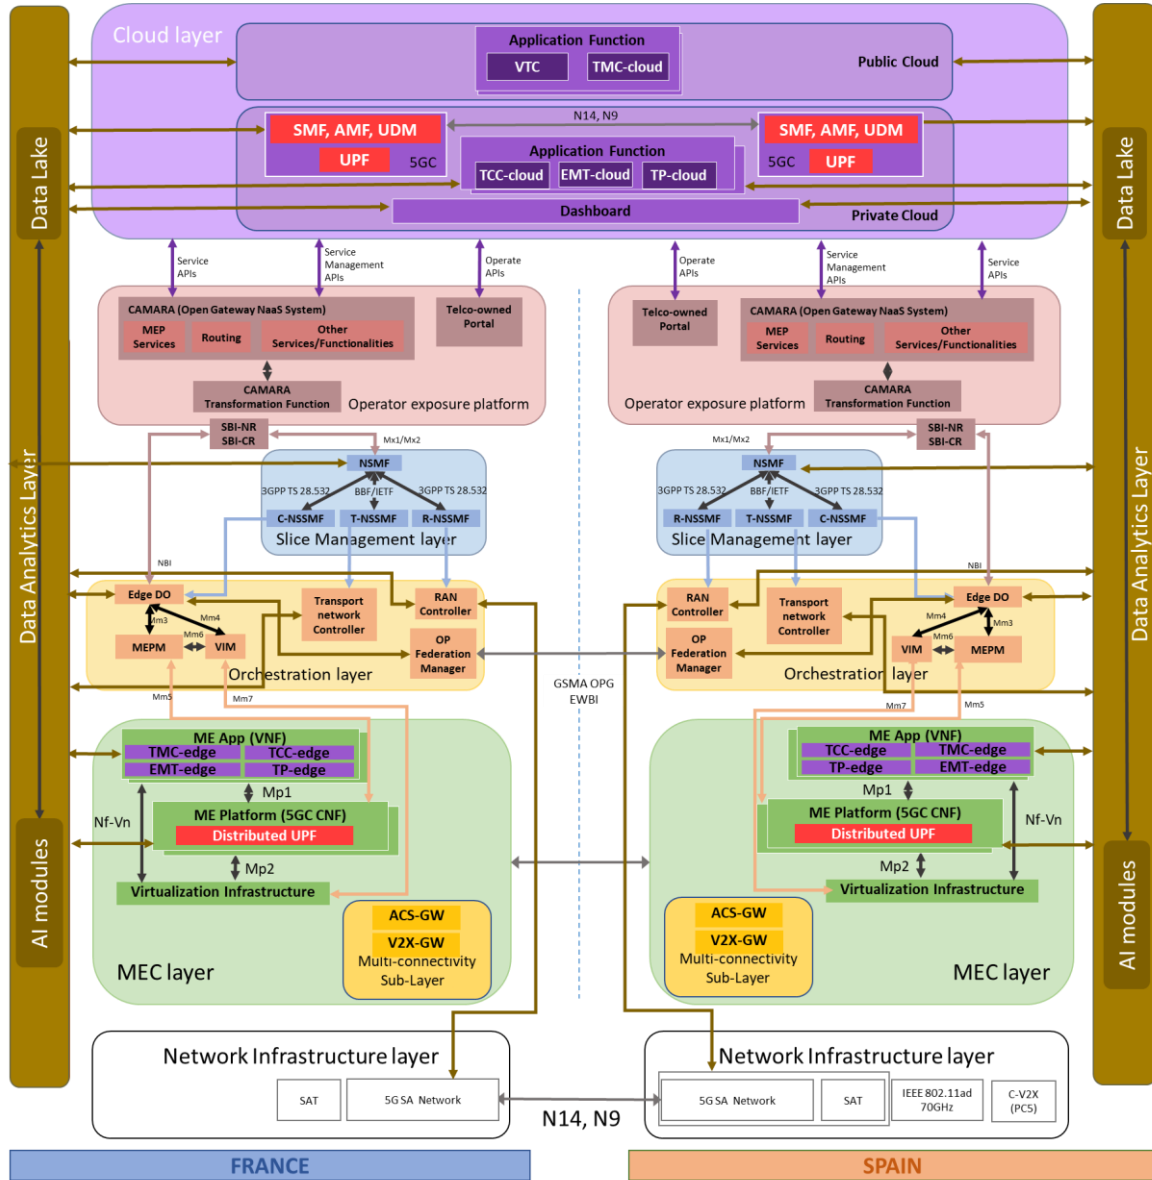 Cloud layer
Application Function
VTC
TMC-cloud
Public Cloud
N14, N9
SMF, AMF, UDM
UPF
5GC
SMF, AMF, UDM
5GC
UPF
Application Function
TCC-cloud
EMT-cloud
TP-cloud
Dashboard
Private Cloud
Data Lake
Data Analytics Layer
AI modules
Data Lake
Data Analytics Layer
AI modules
Service
APIs
Service
Management
APIs
Operate
APIs
Operate
APIs
Service
Management
APIs
Service
APIs
CAMARA (Open Gateway NaaS System)
MEP
Services
Routing
Other
Services/Functionalities
Telco-owned
Portal
CAMARA
Transformation Function
Operator exposure platform
Telco-owned
Portal
CAMARA (Open Gateway NaaS System)
MEP
Services
Routing
Other
Services/Functionalities
CAMARA
Transformation Function
Operator exposure platform
SBI-NR
SBI-CR
Mx1/Mx2
Mx1/Mx2
SBI-NR
SBI-CR
NSMF
3GPP TS 28.532
BBF/IETF
3GPP TS 28.532
C-NSSMF
T-NSSMF
R-NSSMF
Slice Management layer
NSMF
3GPP TS 28.532
BBF/IETF
3GPP TS 28.532
R-NSSMF
T-NSSMF
C-NSSMF
Slice Management layer
NBI
Edge DO
Mm3
Mm4
Mm6
MEPM
VIM
Transport
network
Controller
RAN
Controller
OP
Federation
Manager
Orchestration layer
Mm5
Mm7
GSMA OPG
EWBI
NBI
RAN
Controller
OP
Federation
Manager
Transport
network
Controller
Edge DO
Mm4
Mm3
Mm6
VIM
MEPM
Orchestration layer
Mm7
Mm5
ME App (VNF)
TMC-edge
TCC-edge
EMT-edge
TP-edge
Mp1
Nf-Vn
ME Platform (5GC CNF)
Distributed UPF
Mp2
Virtualization Infrastructure
ACS-GW
V2X-GW
Multi-connectivity
Sub-Layer
MEC layer
ME App (VNF)
TCC-edge
TMC-edge
TP-edge
EMT-edge
Mp1
ME Platform (5GC CNF)
Nf-Vn
Distributed UPF
Mp2
Virtualization Infrastructure
ACS-GW
V2X-GW
Multi-connectivity
Sub-Layer
MEC layer
Network Infrastructure layer
SAT
5G SA Network
N14, N9
Network Infrastructure layer
5G SA Network
SAT
IEEE 802.11ad
70GHz
C-V2X
(PC5)
FRANCE
SPAIN